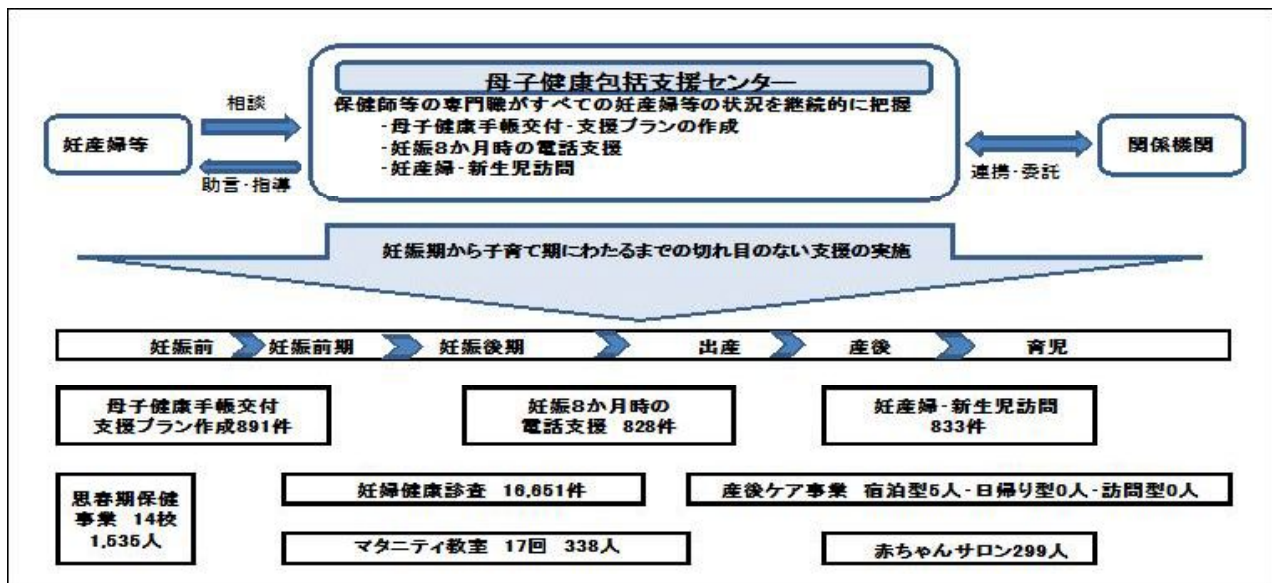 母子健康包括支援センター
保健師等の専門職がすべての妊産婦等の状況を継続的に把握
・母子健康手帳交付・支援プランの作成
・妊娠8か月時の電話支援
・妊産婦・新生児訪問
妊産婦等
相談
助言・指導
関係機関
連携・委託
妊娠期から子育て期にわたるまでの切れ目のない支援の実施
妊娠前 妊娠前期 妊娠後期 出産 産後 育児
母子健康手帳交付
支援プラン作成891件
妊娠8か月時の
電話支援 828件
妊産婦・新生児訪問
833件
思春期保健
事業 14校
1,535人
妊婦健康診査 16,651件
産後ケア事業 宿泊型5人・日帰り型0人・訪問型0人
マタニティ教室 17回 338人
赤ちゃんサロン299人